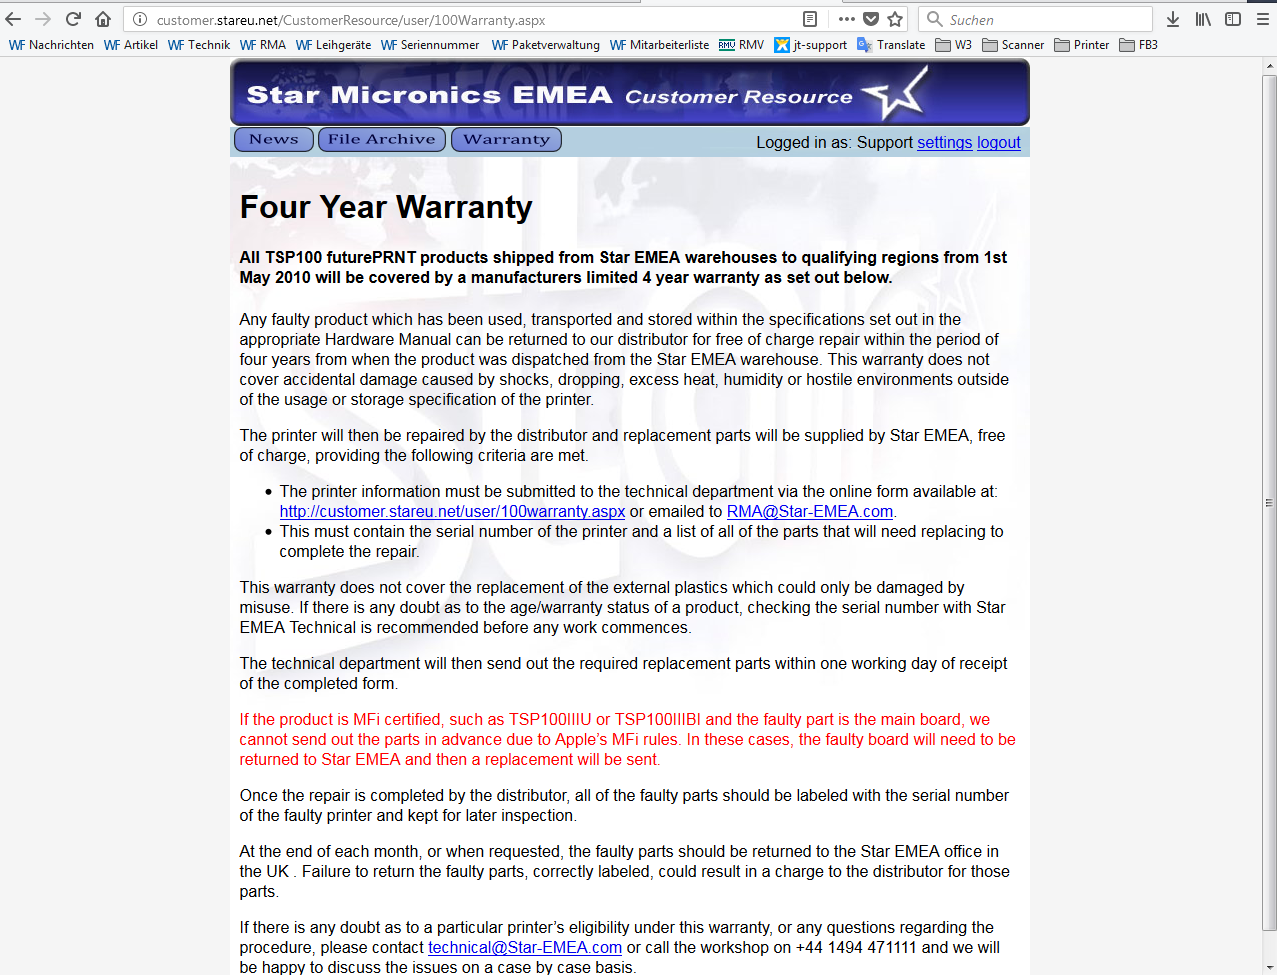 customer.stareu.net/CustomerResource/user/100Warranty.aspx
Suchen
WF Nachrichten WF Artikel WF Technik WF RMA WF Leihgeräte WF Seriennummer WF Paketverwaltung WF Mitarbeiterliste RMV RMV jt-support Translate W3 Scanner Printer FB3
Star Micronics EMEA Customer Resource
News File Archive Warranty Logged in as: Support settings logout
Four Year Warranty
All TSP100 futurePRNT products shipped from Star EMEA warehouses to qualifying regions from 1st
May 2010 will be covered by a manufacturers limited 4 year warranty as set out below.
Any faulty product which has been used, transported and stored within the specifications set out in the
appropriate Hardware Manual can be returned to our distributor for free of charge repair within the period of
four years from when the product was dispatched from the Star EMEA warehouse. This warranty does not
cover accidental damage caused by shocks, dropping, excess heat, humidity or hostile environments outside
of the usage or storage specification of the printer.
The printer will then be repaired by the distributor and replacement parts will be supplied by Star EMEA, free
of charge, providing the following criteria are met.
• The printer information must be submitted to the technical department via the online form available at:
http://customer.stareu.net/user/100warranty.aspx or emailed to RMA@Star-EMEA.com.
• This must contain the serial number of the printer and a list of all of the parts that will need replacing to
complete the repair.
This warranty does not cover the replacement of the external plastics which could only be damaged by
misuse. If there is any doubt as to the age/warranty status of a product, checking the serial number with Star
EMEA Technical is recommended before any work commences.
The technical department will then send out the required replacement parts within one working day of receipt
of the completed form.
If the product is MFi certified, such as TSP100IIIU or TSP100IIIBI and the faulty part is the main board, we
cannot send out the parts in advance due to Apple’s MFi rules. In these cases, the faulty board will need to be
returned to Star EMEA and then a replacement will be sent.
Once the repair is completed by the distributor, all of the faulty parts should be labeled with the serial number
of the faulty printer and kept for later inspection.
At the end of each month, or when requested, the faulty parts should be returned to the Star EMEA office in
the UK . Failure to return the faulty parts, correctly labeled, could result in a charge to the distributor for those
parts.
If there is any doubt as to a particular printer’s eligibility under this warranty, or any questions regarding the
procedure, please contact technical@Star-EMEA.com or call the workshop on +44 1494 471111 and we will
be happy to discuss the issues on a case by case basis.